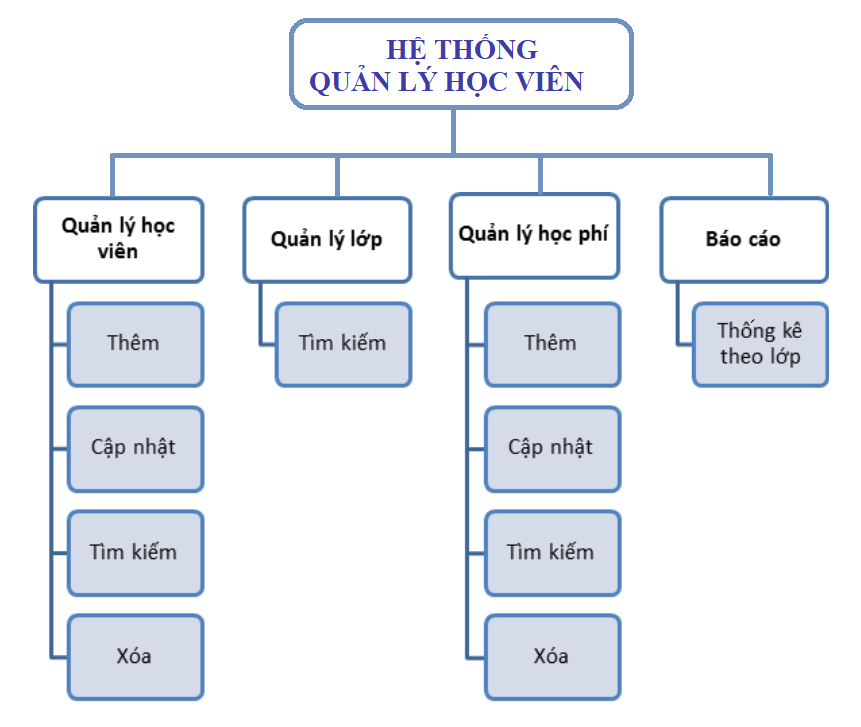 HỆ THỐNG
QUẢN LÝ HỌC VIÊN
Quản lý học
viên
Thêm
Cập nhật
Tìm kiếm
Xóa
Quản lý lớp
Tìm kiếm
Quản lý học phí
Thêm
Cập nhật
Tìm kiếm
Xóa
Báo cáo
Thống kê
theo lớp